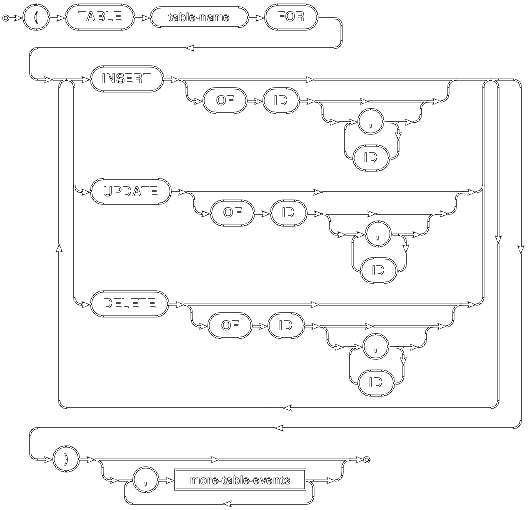 ( TABLE table-name FOR
INSERT
OF ID
,
ID
UPDATE
OF ID
,
ID
DELETE
OF ID
,
ID
)
, more-table-events